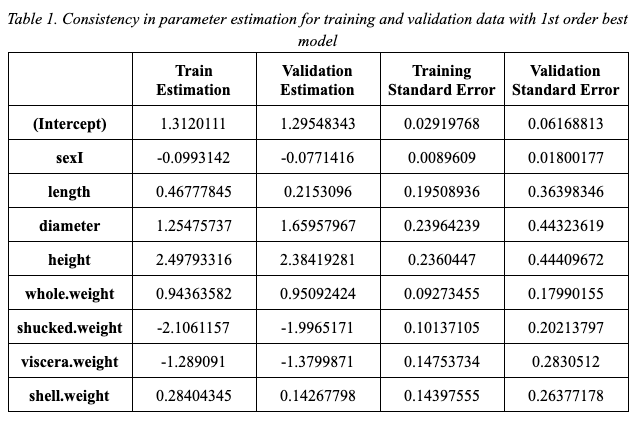 Table 1. Consistency in parameter estimation for training and validation data with 1st order best
model
Train Estimation Validation Estimation Training Standard Error Validation Standard Error
(Intercept) 1.3120111 1.29548343 0.02919768 0.06168813
sexI -0.0993142 -0.0771416 0.0089609 0.01800177
length 0.46777845 0.2153096 0.19508936 0.36398346
diameter 1.25475737 1.65957967 0.23964239 0.44323619
height 2.49793316 2.38419281 0.2360447 0.44409672
whole.weight 0.94363582 0.95092424 0.09273455 0.17990155
shucked.weight -2.1061157 -1.9965171 0.10137105 0.20213797
viscera.weight -1.289091 -1.3799871 0.14753734 0.2830512
shell.weight 0.28404345 0.14267798 0.14397555 0.26377178